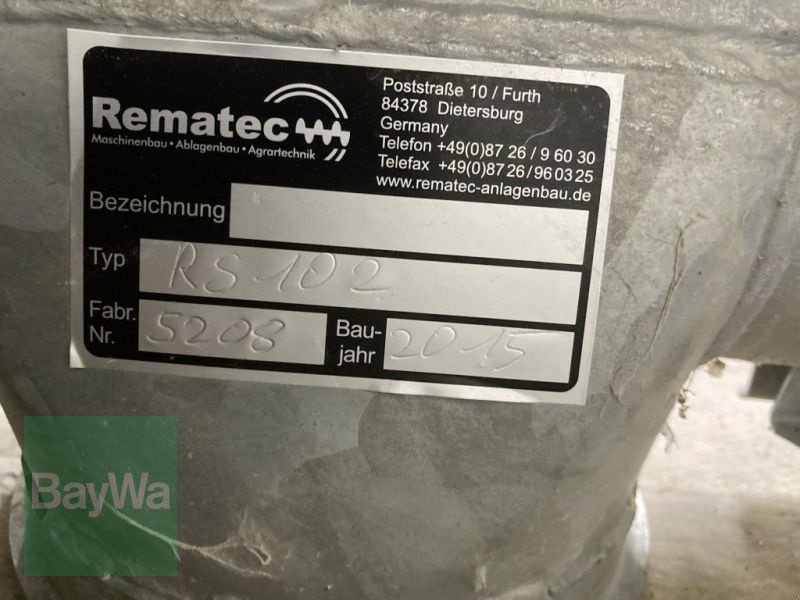 Rematec
Maschinenbau • Ablagenbau • Agrartechnik
Poststraße 10 / Furth
84378 Dietersburg
Germany
Telefon +49(0)87 26 / 9 60 30
Telefax +49(0)87 26/96 03 25
www.rematec-anlagenbau.de
Bezeichnung
Typ RS 102
Fabr. Nr. 5208
Bau-jahr 2015
BayWa